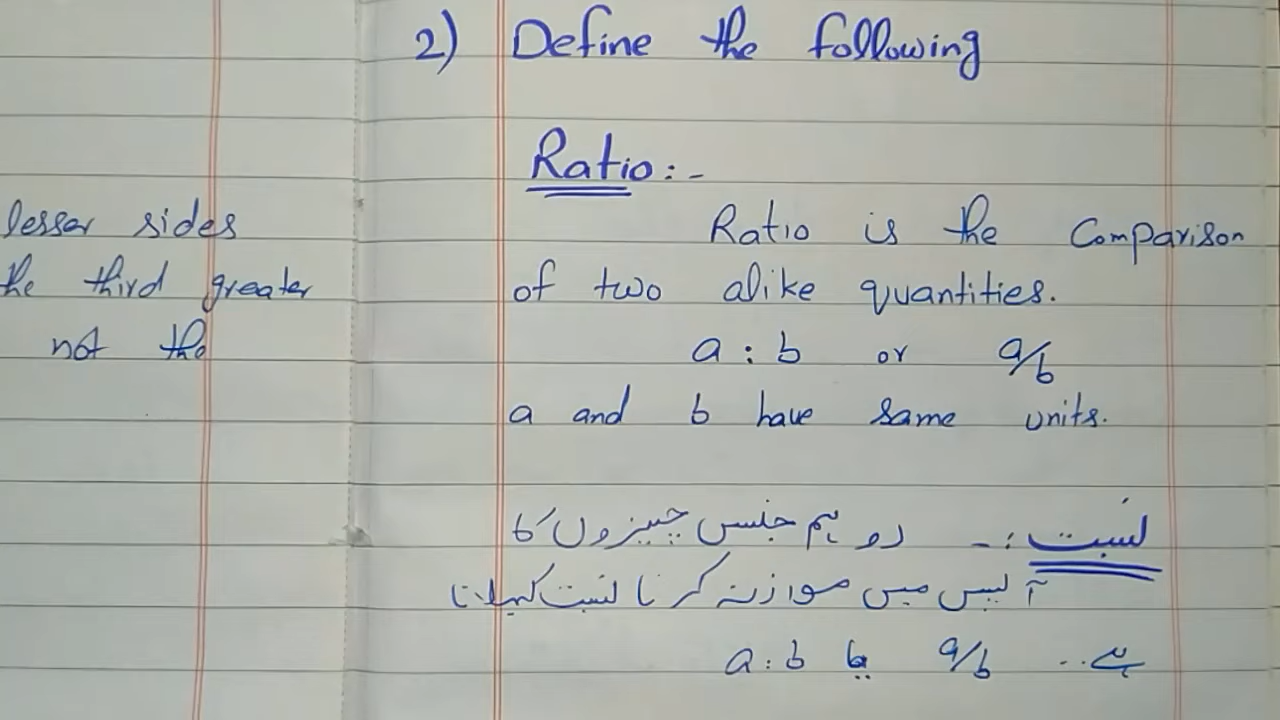 2) Define the following
Ratio:-
Ratio is the Comparison
of two alike quantities.
a : b or a/b
a and b have same units.
نسبت :- دو ہم جنس چیزوں کا
آپس میں موازنہ کرنا نسبت کہلاتا
ہے۔۔ a/b یا a:b
lesser sides
the third greater
not the